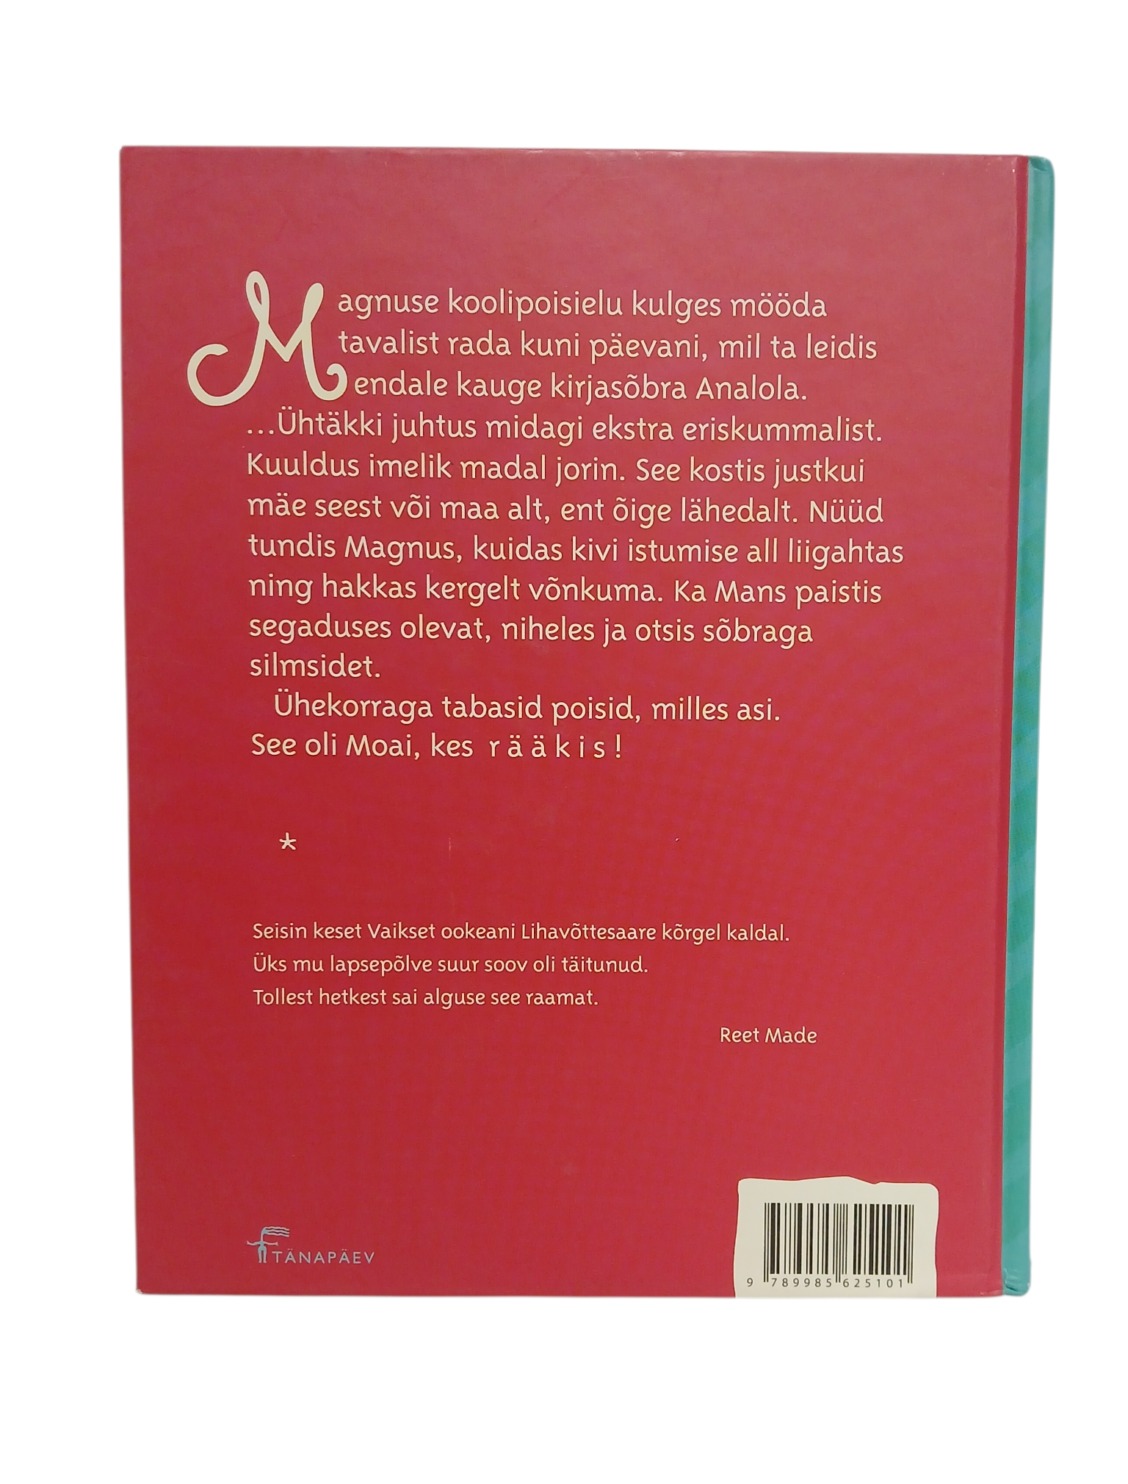 Magnuse koolipoisielu kulges mööda
tavalist rada kuni päevani, mil ta leidis
endale kauge kirjasõbra Analola.
...Ühtäkki juhtus midagi ekstra eriskummalist.
Kuuldus imelik madal jorin. See kostis justkui
mäe seest või maa alt, ent õige lähedalt. Nüüd
tundis Magnus, kuidas kivi istumise all liigahtas
ning hakkas kergelt võnkuma. Ka Mans paistis
segaduses olevat, niheles ja otsis sõbraga
silmsidet.
Ühekorraga tabasid poisid, milles asi.
See oli Moai, kes r ä ä k i s !
*
Seisin keset Vaikset ookeani Lihavõttesaare kõrgel kaldal.
Üks mu lapsepõlve suur soov oli täitunud.
Tollest hetkest sai alguse see raamat.
Reet Made
TÄNAPÄEV
9 789985 625101